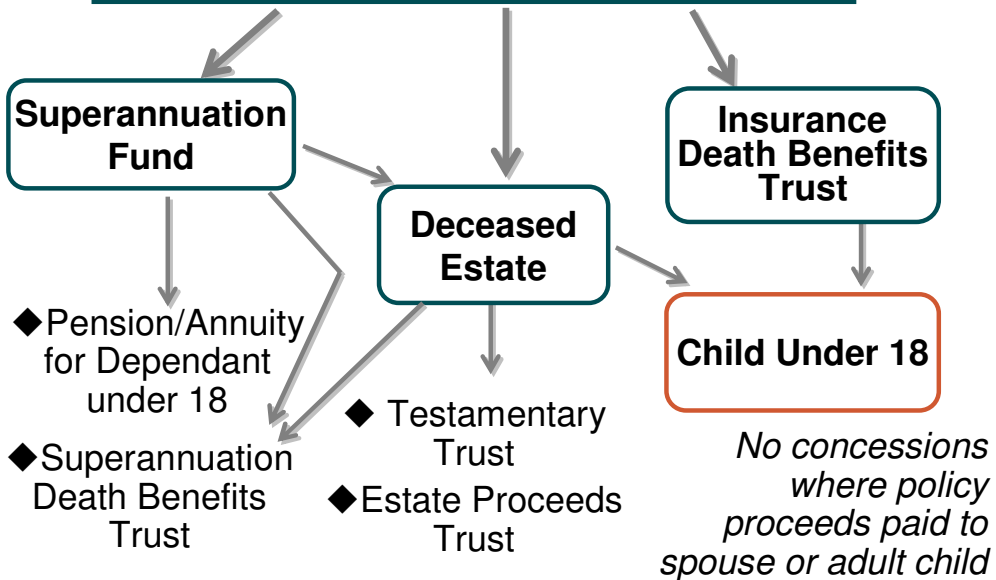 Superannuation
Fund
Insurance
Death Benefits
Trust
Deceased
Estate
◆Pension/Annuity
for Dependant
under 18
Child Under 18
◆Superannuation
Death Benefits
Trust
◆ Testamentary
Trust
◆Estate Proceeds
Trust
No concessions
where policy
proceeds paid to
spouse or adult child